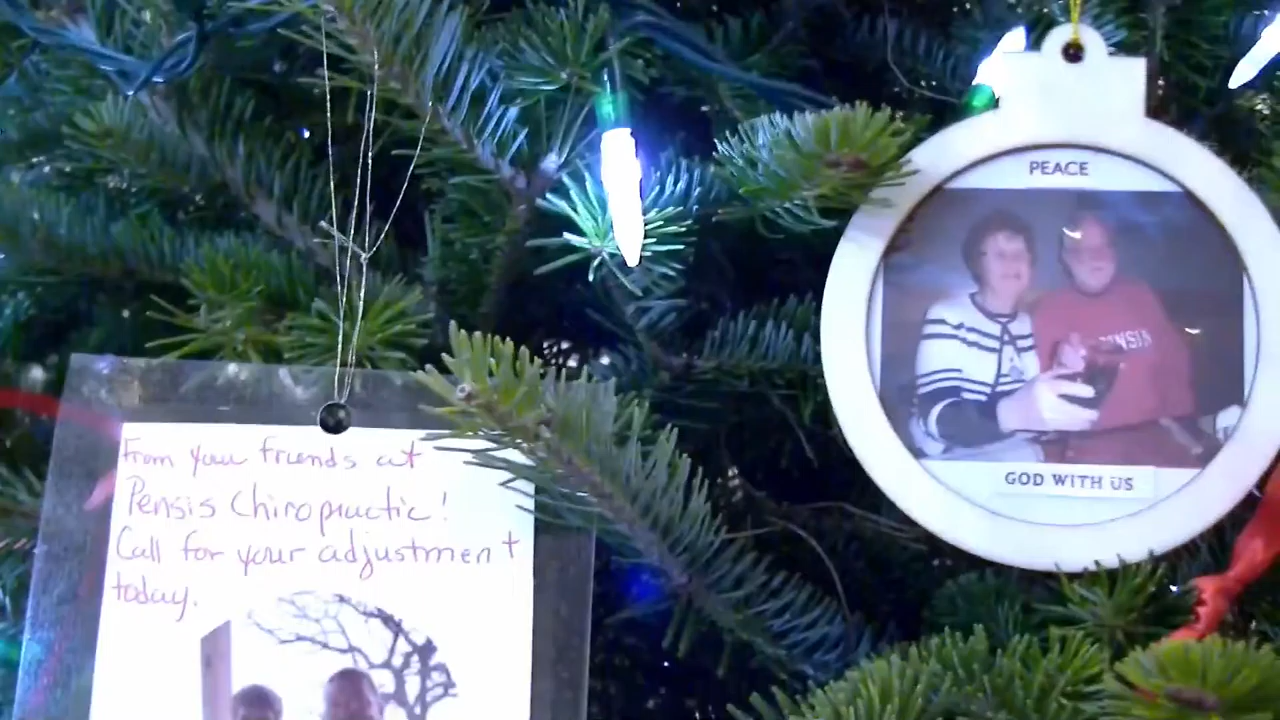 From your friends at
Pensis Chiropractic!
Call for your adjustment
today.
PEACE
GOD WITH US